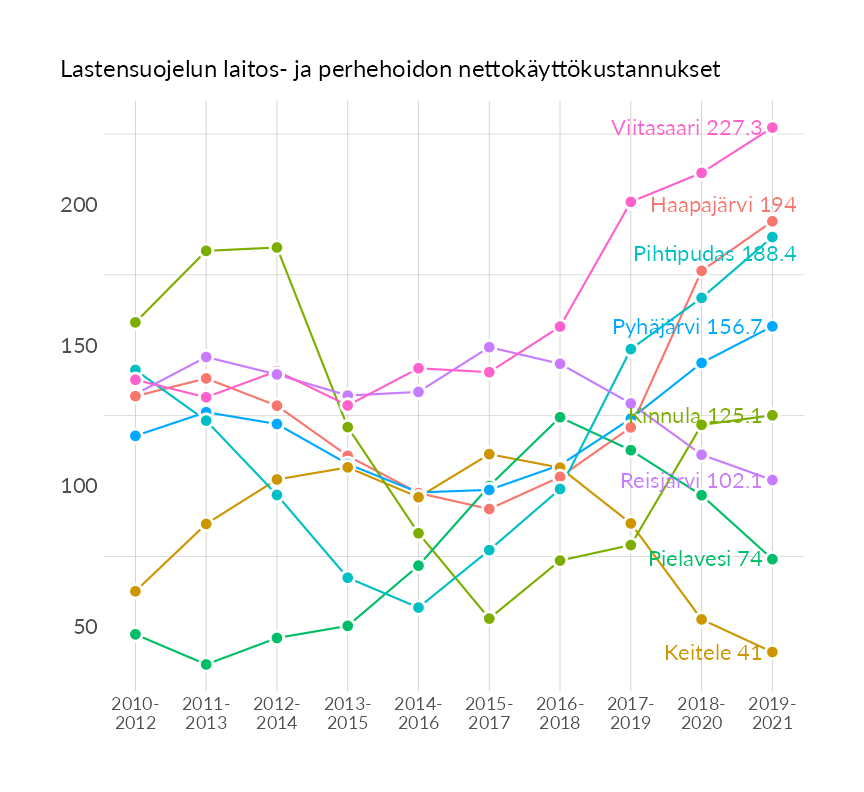 Lastensuojelun laitos- ja perhehoidon nettokäyttökustannukset
Viitasaari 227.3
200
Haapajärvi 194
Pihtipudas 188.4
Pyhäjärvi 156.7
150
Kinnula 125.1
Reisjärvi 102.1
100
Pielavesi 74
50
Keitele 41
2010- 2011- 2012- 2013- 2014- 2015- 2016- 2017- 2018- 2019-
2012 2013 2014 2015 2016 2017 2018 2019 2020 2021